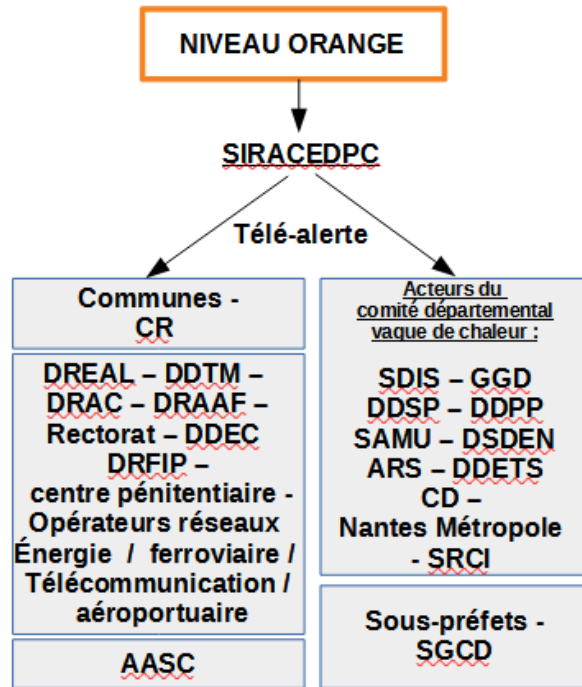 NIVEAU ORANGE
SIRACEDPC
Télé-alerte
Communes -
CR
DREAL – DDTM –
DRAC – DRAAF –
Rectorat – DDEC
DRFIP –
centre pénitentiaire -
Opérateurs réseaux
Énergie / ferroviaire /
Télécommunication /
aéroportuaire
AASC
Acteurs du
comité départemental
vague de chaleur :
SDIS – GGD
DDSP – DDPP
SAMU – DSDEN
ARS – DDETS
CD –
Nantes Métropole
- SRCI
Sous-préfets -
SGCD